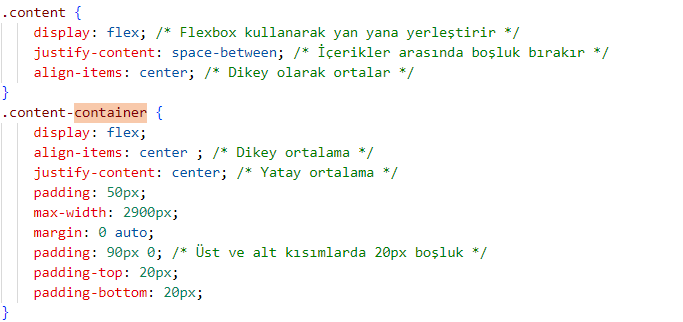 .content {
display: flex; /* Flexbox kullanarak yan yana yerleştirir */
justify-content: space-between; /* İçerikler arasında boşluk bırakır */
align-items: center; /* Dikey olarak ortalar */
}
.content-container {
display: flex;
align-items: center ; /* Dikey ortalama */
justify-content: center; /* Yatay ortalama */
padding: 50px;
max-width: 2900px;
margin: 0 auto;
padding: 90px 0; /* Üst ve alt kısımlarda 20px boşluk */
padding-top: 20px;
padding-bottom: 20px;
}